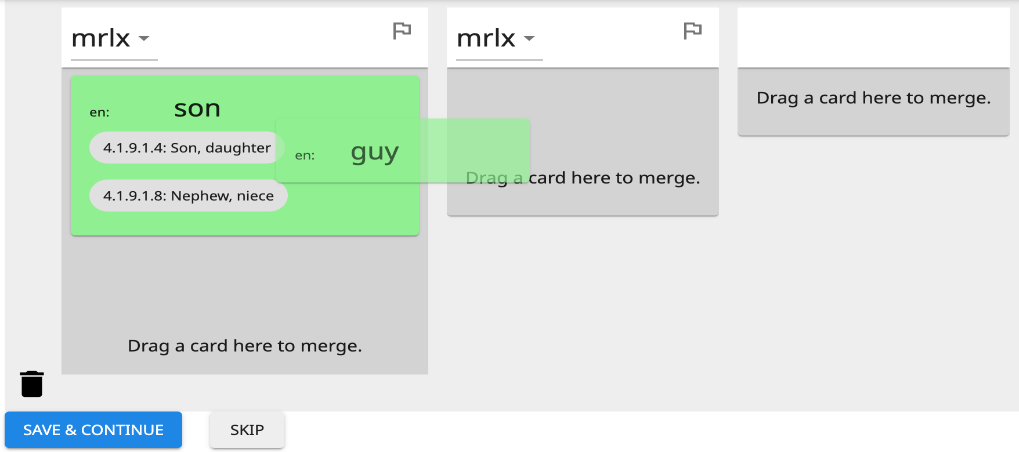 mrlx
mrlx
en: son
4.1.9.1.4: Son, daughter
en: guy
4.1.9.1.8: Nephew, niece
Drag a card here to merge.
Drag a card here to merge.
Drag a card here to merge.
SAVE & CONTINUE
SKIP